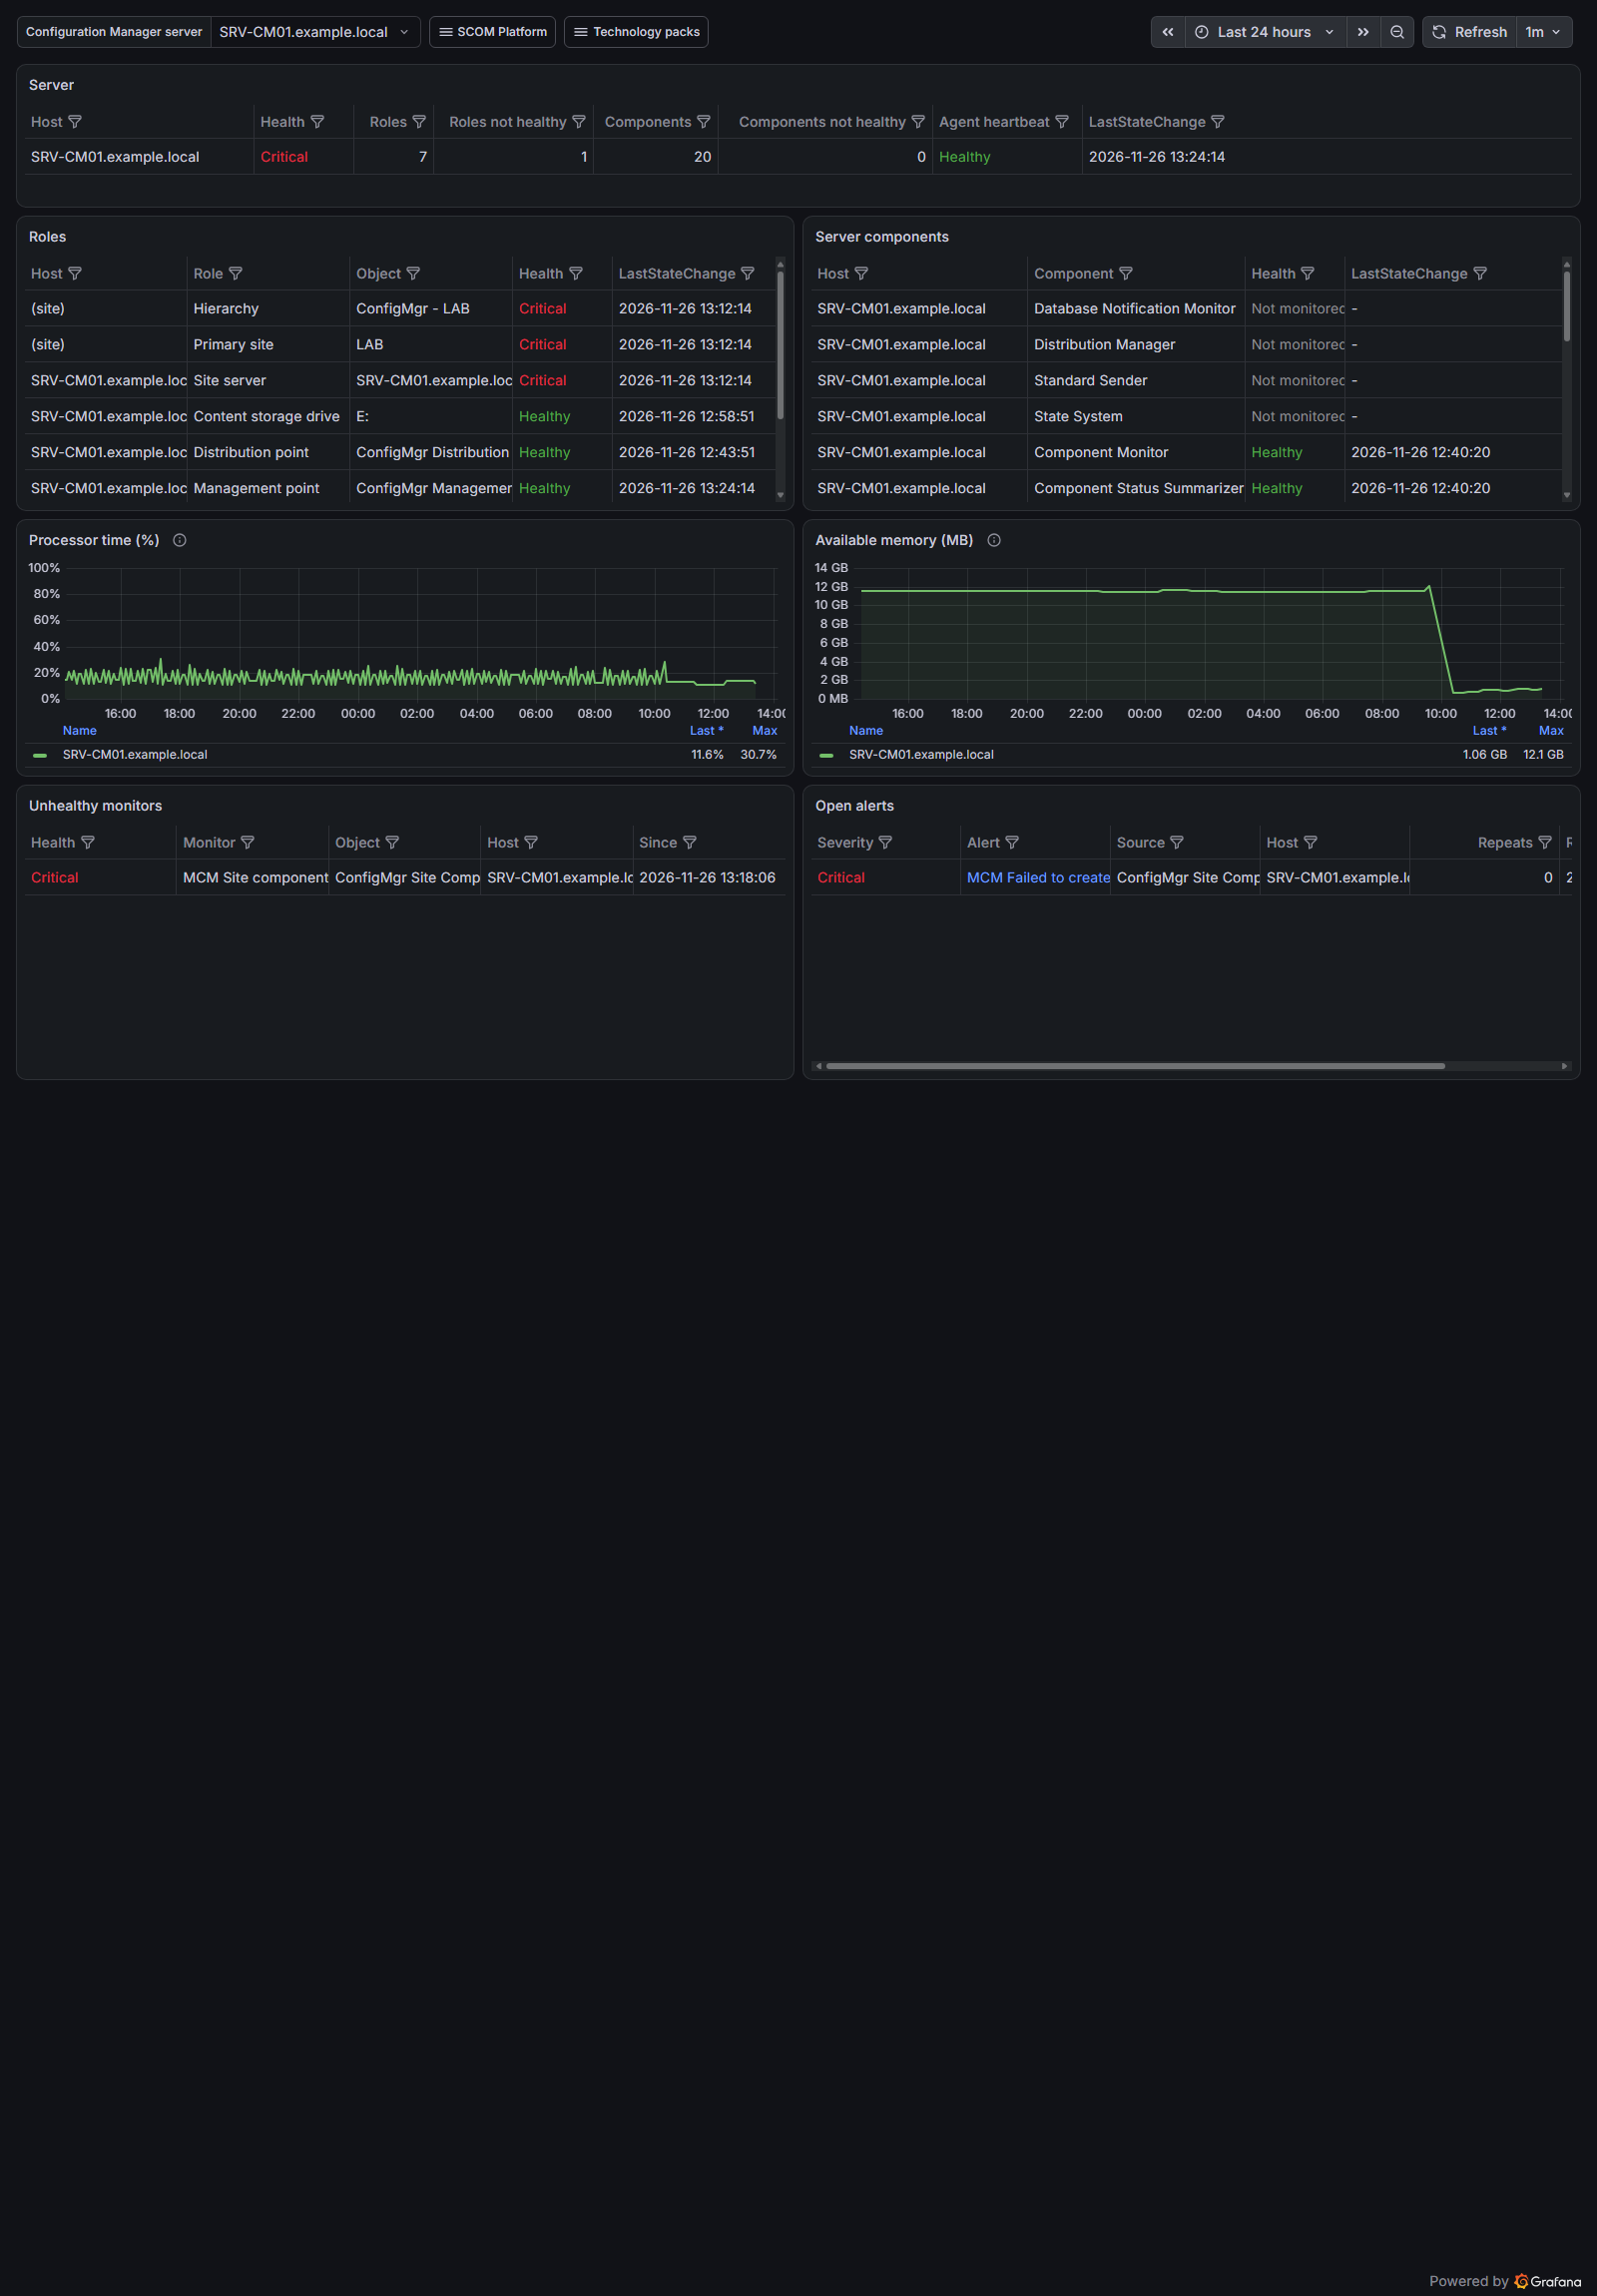 Configuration Manager server SRV-CM01.example.local SCOM Platform Technology packs Last 24 hours Refresh 1m
Server
Host Health Roles Roles not healthy Components Components not healthy Agent heartbeat LastStateChange
SRV-CM01.example.local Critical 7 1 20 0 Healthy 2026-11-26 13:24:14
Roles
Host Role Object Health LastStateChange
(site) Hierarchy ConfigMgr - LAB Critical 2026-11-26 13:12:14
(site) Primary site LAB Critical 2026-11-26 13:12:14
SRV-CM01.example.loc Site server SRV-CM01.example.loc Critical 2026-11-26 13:12:14
SRV-CM01.example.loc Content storage drive E: Healthy 2026-11-26 12:58:51
SRV-CM01.example.loc Distribution point ConfigMgr Distribution Healthy 2026-11-26 12:43:51
SRV-CM01.example.loc Management point ConfigMgr Managemer Healthy 2026-11-26 13:24:14
Server components
Host Component Health LastStateChange
SRV-CM01.example.local Database Notification Monitor Not monitored -
SRV-CM01.example.local Distribution Manager Not monitored -
SRV-CM01.example.local Standard Sender Not monitored -
SRV-CM01.example.local State System Not monitored -
SRV-CM01.example.local Component Monitor Healthy 2026-11-26 12:40:20
SRV-CM01.example.local Component Status Summarizer Healthy 2026-11-26 12:40:20
Processor time (%)
100%
80%
60%
40%
20%
0%
16:00 18:00 20:00 22:00 00:00 02:00 04:00 06:00 08:00 10:00 12:00 14:00
Name Last * Max
SRV-CM01.example.local 11.6% 30.7%
Available memory (MB)
14 GB
12 GB
10 GB
8 GB
6 GB
4 GB
2 GB
0 MB
16:00 18:00 20:00 22:00 00:00 02:00 04:00 06:00 08:00 10:00 12:00 14:00
Name Last * Max
SRV-CM01.example.local 1.06 GB 12.1 GB
Unhealthy monitors
Health Monitor Object Host Since
Critical MCM Site component ConfigMgr Site Comp SRV-CM01.example.lo 2026-11-26 13:18:06
Open alerts
Severity Alert Source Host Repeats
Critical MCM Failed to create ConfigMgr Site Comp SRV-CM01.example.lo 0 2
Powered by Grafana